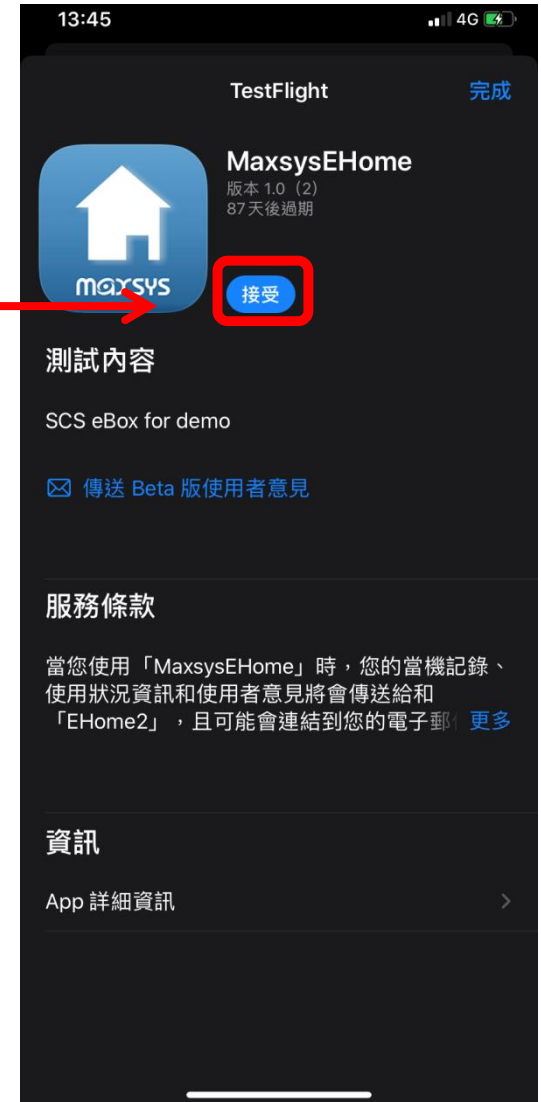 13:45
4G
TestFlight
完成
MaxsysEHome
版本 1.0（2）
87 天後過期
maxsys
接受
測試內容
SCS eBox for demo
傳送 Beta 版使用者意見
服務條款
當您使用「MaxsysEHome」時，您的當機記錄、
使用狀況資訊和使用者意見將會傳送給和
「EHome2」，且可能會連結到您的電子郵
更多
資訊
App 詳細資訊